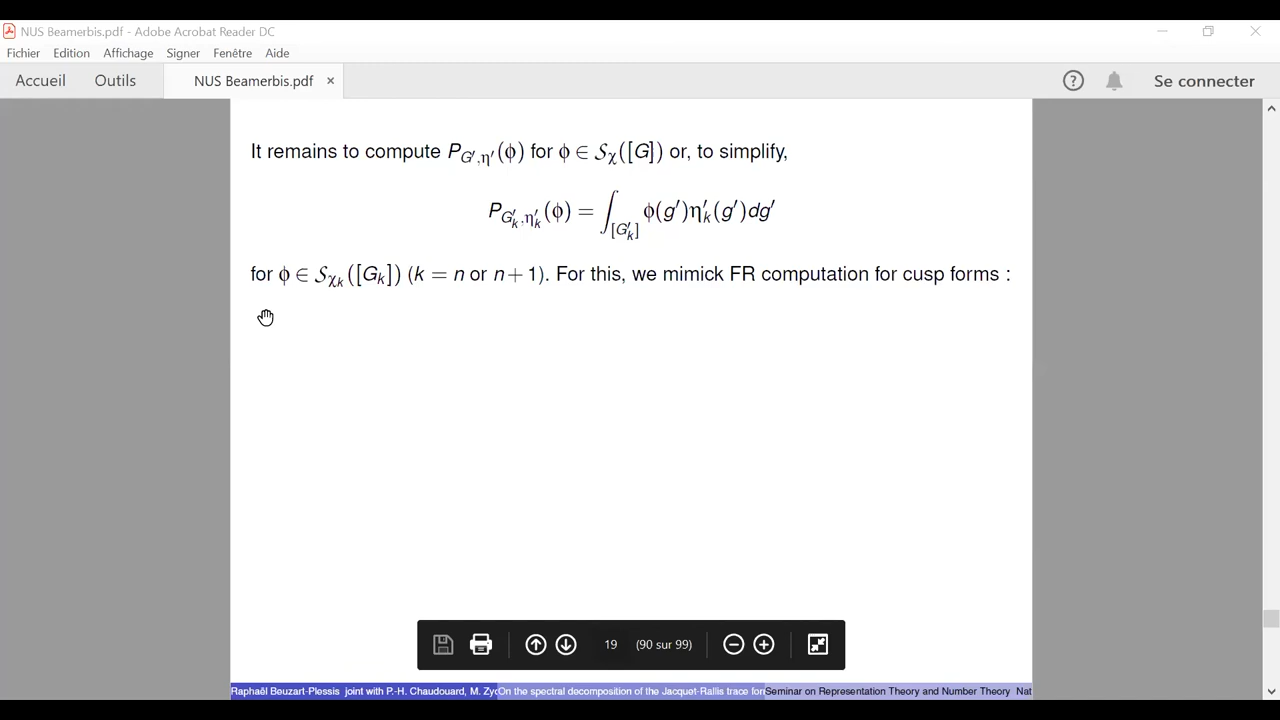 NUS Beamerbis.pdf - Adobe Acrobat Reader DC
Fichier Edition Affichage Signer Fenêtre Aide
Accueil Outils NUS Beamerbis.pdf × ? Se connecter
It remains to compute P_{G′,η′}(ϕ) for ϕ ∈ 𝒮_χ([G]) or, to simplify,
P_{G′_k,η′_k}(ϕ) = ∫_{[G′_k]} ϕ(g′)η′_k(g′)dg′
for ϕ ∈ 𝒮_{χ_k}([G_k]) (k = n or n+1). For this, we mimick FR computation for cusp forms :
19 (90 sur 99)
Raphaël Beuzart-Plessis joint with P.-H. Chaudouard, M. Zyd On the spectral decomposition of the Jacquet-Rallis trace for Seminar on Representation Theory and Number Theory Nat